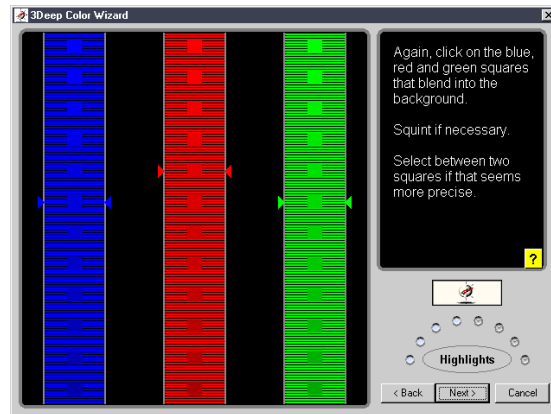 3Deep Color Wizard
Again, click on the blue,
red and green squares
that blend into the
background.
Squint if necessary.
Select between two
squares if that seems
more precise.
?
Highlights
< Back
Next >
Cancel